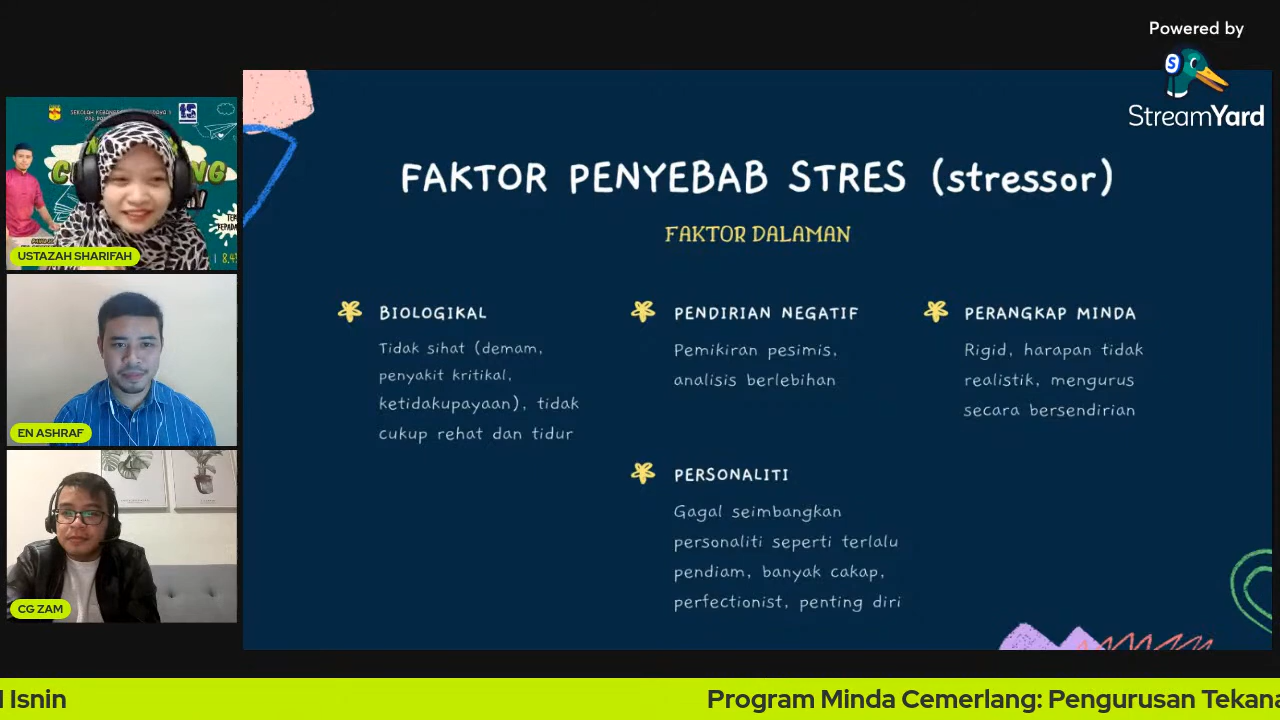 Powered by
S
StreamYard
SEKOLAH KEBANGSAAN
USTAZAH SHARIFAH
EN ASHRAF
CG ZAM
FAKTOR PENYEBAB STRES (stressor)
FAKTOR DALAMAN
BIOLOGIKAL
Tidak sihat (demam,
penyakit kritikal,
ketidakupayaan), tidak
cukup rehat dan tidur
PENDIRIAN NEGATIF
Pemikiran pesimis,
analisis berlebihan
PERANGKAP MINDA
Rigid, harapan tidak
realistik, mengurus
secara bersendirian
PERSONALITI
Gagal seimbangkan
personaliti seperti terlalu
pendiam, banyak cakap,
perfectionist, penting diri
Isnin
Program Minda Cemerlang: Pengurusan Tekana